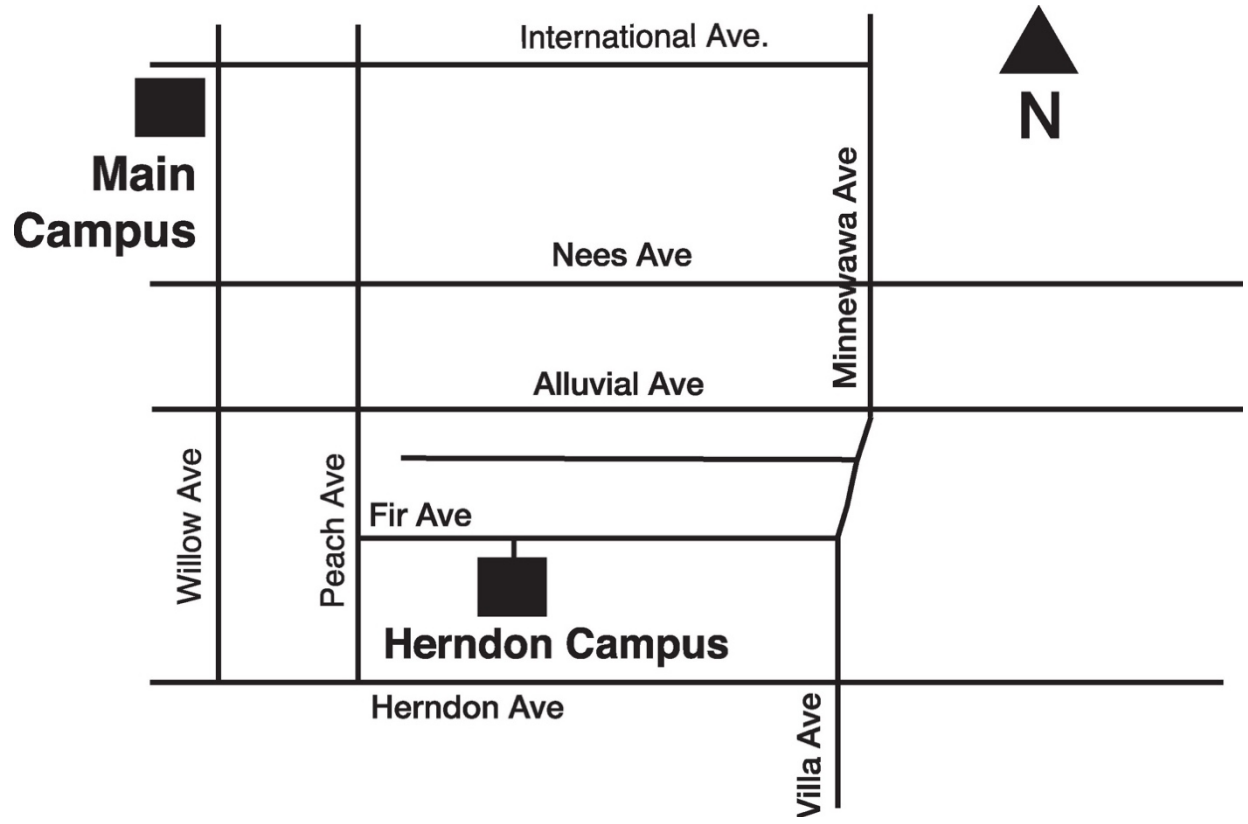 International Ave.
N
Main
Campus
Minnewawa Ave
Nees Ave
Alluvial Ave
Willow Ave
Peach Ave
Fir Ave
Herndon Campus
Herndon Ave
Villa Ave